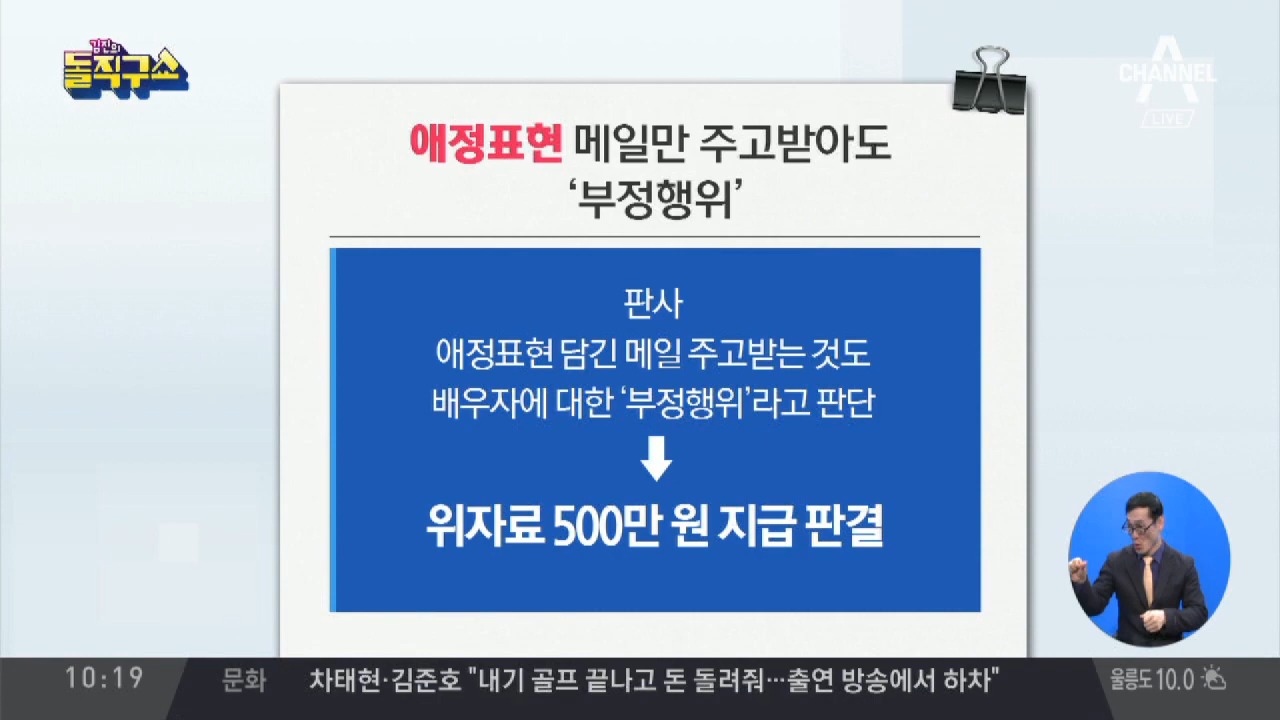 김진의
돌직구쇼
CHANNEL A
LIVE
애정표현 메일만 주고받아도
‘부정행위’
판사
애정표현 담긴 메일 주고받는 것도
배우자에 대한 ‘부정행위’라고 판단
위자료 500만 원 지급 판결
10:19 문화 차태현·김준호 "내기 골프 끝나고 돈 돌려줘…출연 방송에서 하차" 울릉도 10.0